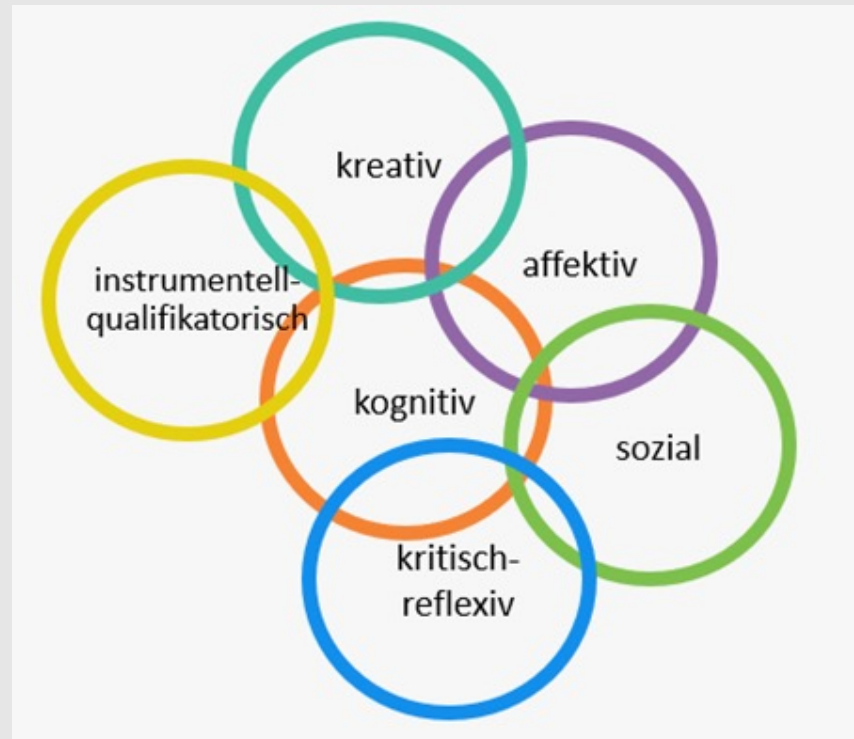 kreativ
affektiv
instrumentell-
qualifikatorisch
kognitiv
sozial
kritisch-
reflexiv